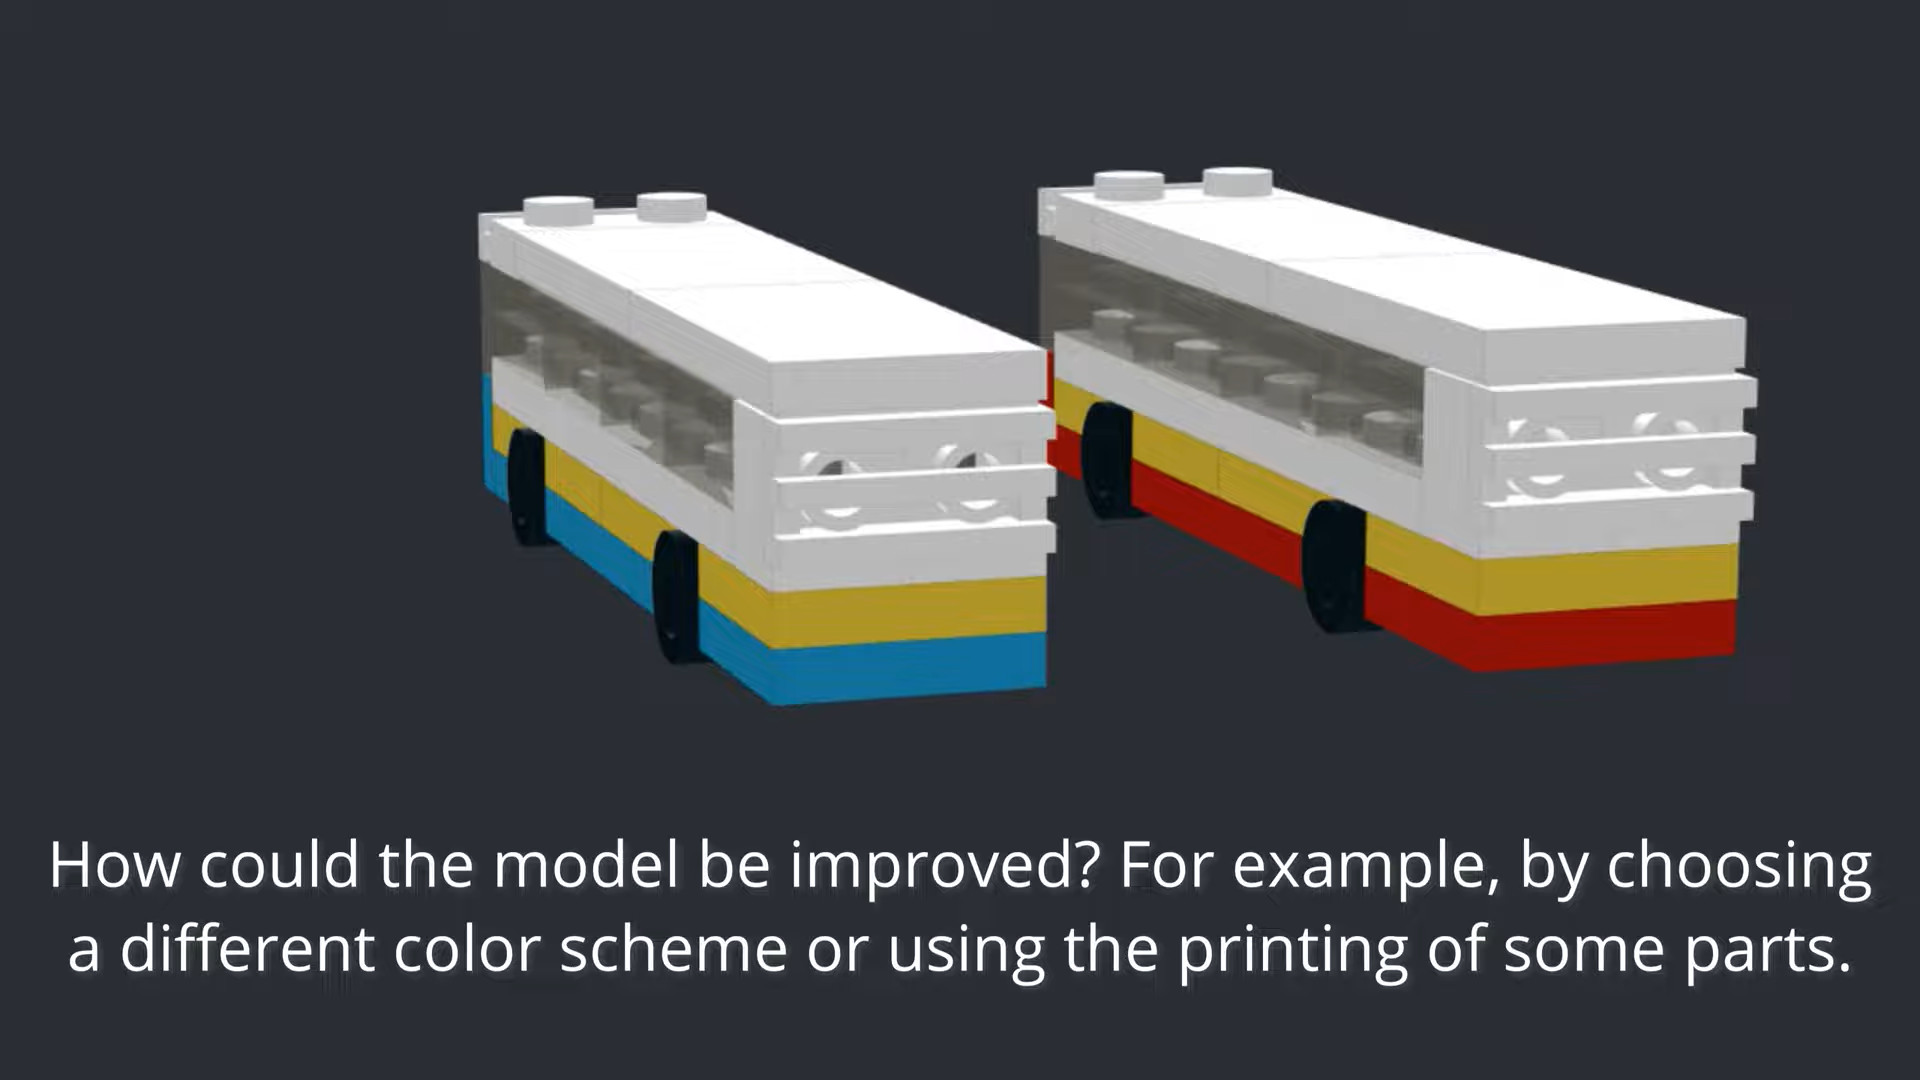 How could the model be improved? For example, by choosing
a different color scheme or using the printing of some parts.